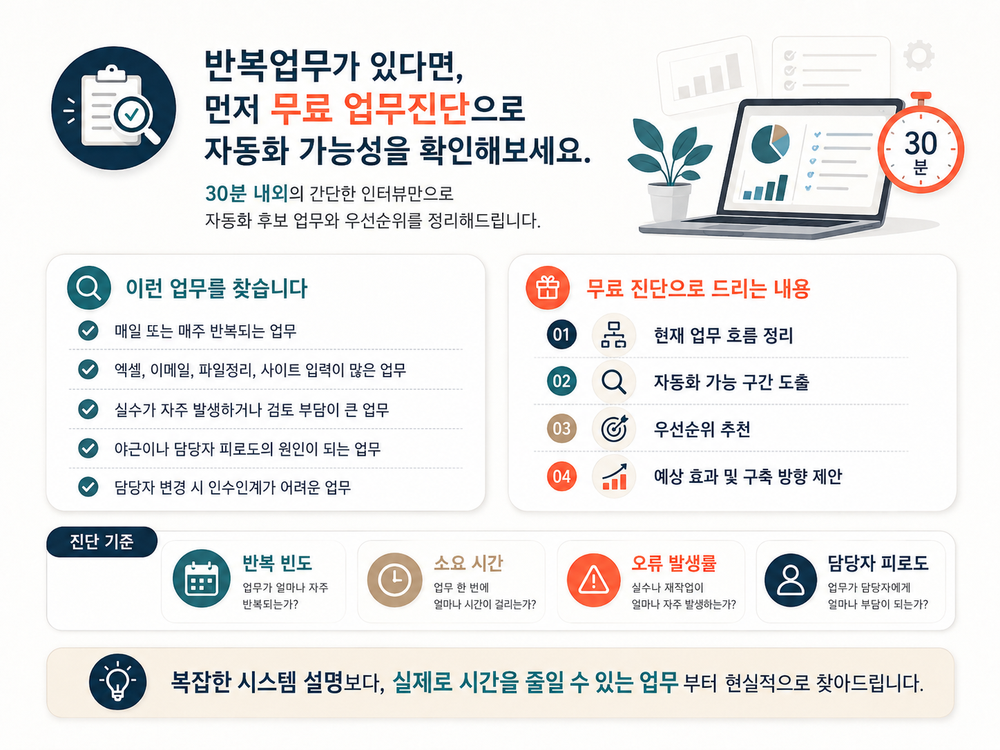 반복업무가 있다면,
먼저 무료 업무진단으로
자동화 가능성을 확인해보세요.
30분 내외의 간단한 인터뷰만으로
자동화 후보 업무와 우선순위를 정리해드립니다.
30
분
이런 업무를 찾습니다
매일 또는 매주 반복되는 업무
엑셀, 이메일, 파일정리, 사이트 입력이 많은 업무
실수가 자주 발생하거나 검토 부담이 큰 업무
야근이나 담당자 피로도의 원인이 되는 업무
담당자 변경 시 인수인계가 어려운 업무
무료 진단으로 드리는 내용
01 현재 업무 흐름 정리
02 자동화 가능 구간 도출
03 우선순위 추천
04 예상 효과 및 구축 방향 제안
진단 기준
반복 빈도
업무가 얼마나 자주
반복되는가?
소요 시간
업무 한 번에
얼마나 시간이 걸리는가?
오류 발생률
실수나 재작업이
얼마나 자주 발생하는가?
담당자 피로도
업무가 담당자에게
얼마나 부담이 되는가?
복잡한 시스템 설명보다, 실제로 시간을 줄일 수 있는 업무 부터 현실적으로 찾아드립니다.